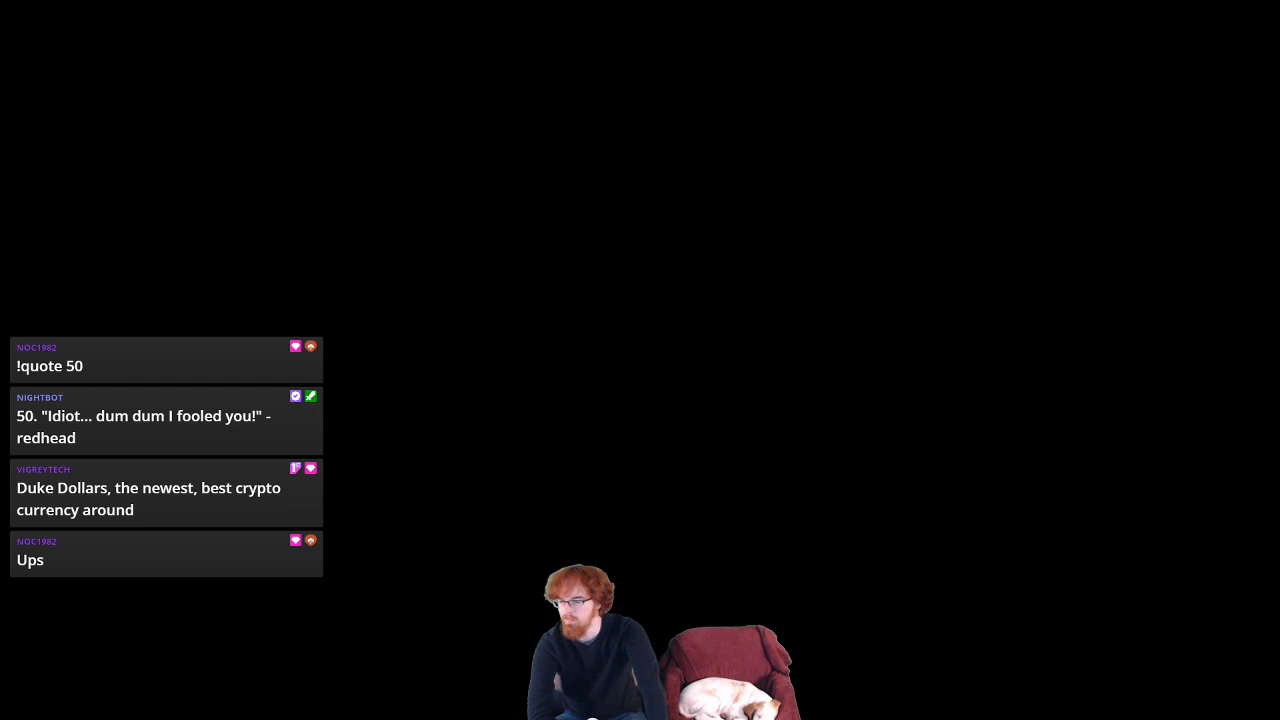 NOC1982
!quote 50
NIGHTBOT
50. "Idiot... dum dum I fooled you!" -
redhead
VIGREYTECH
Duke Dollars, the newest, best crypto
currency around
NOC1982
Ups